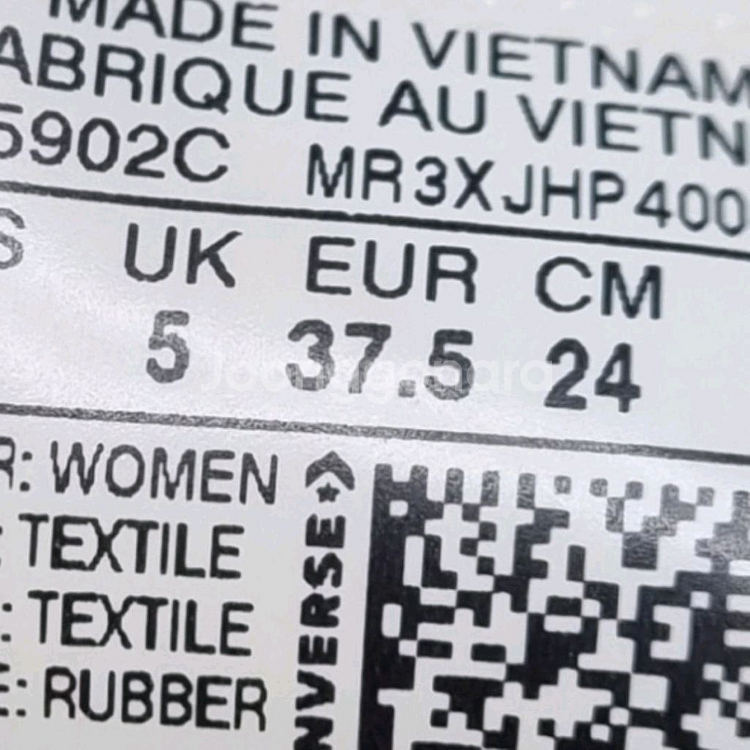 MADE IN VIETNAM
ABRIQUE AU VIETN
5902C MR3XJHP400
S UK EUR CM
5 37.5 24
R: WOMEN
: TEXTILE
: TEXTILE
E: RUBBER
NVERSE
joonggonara